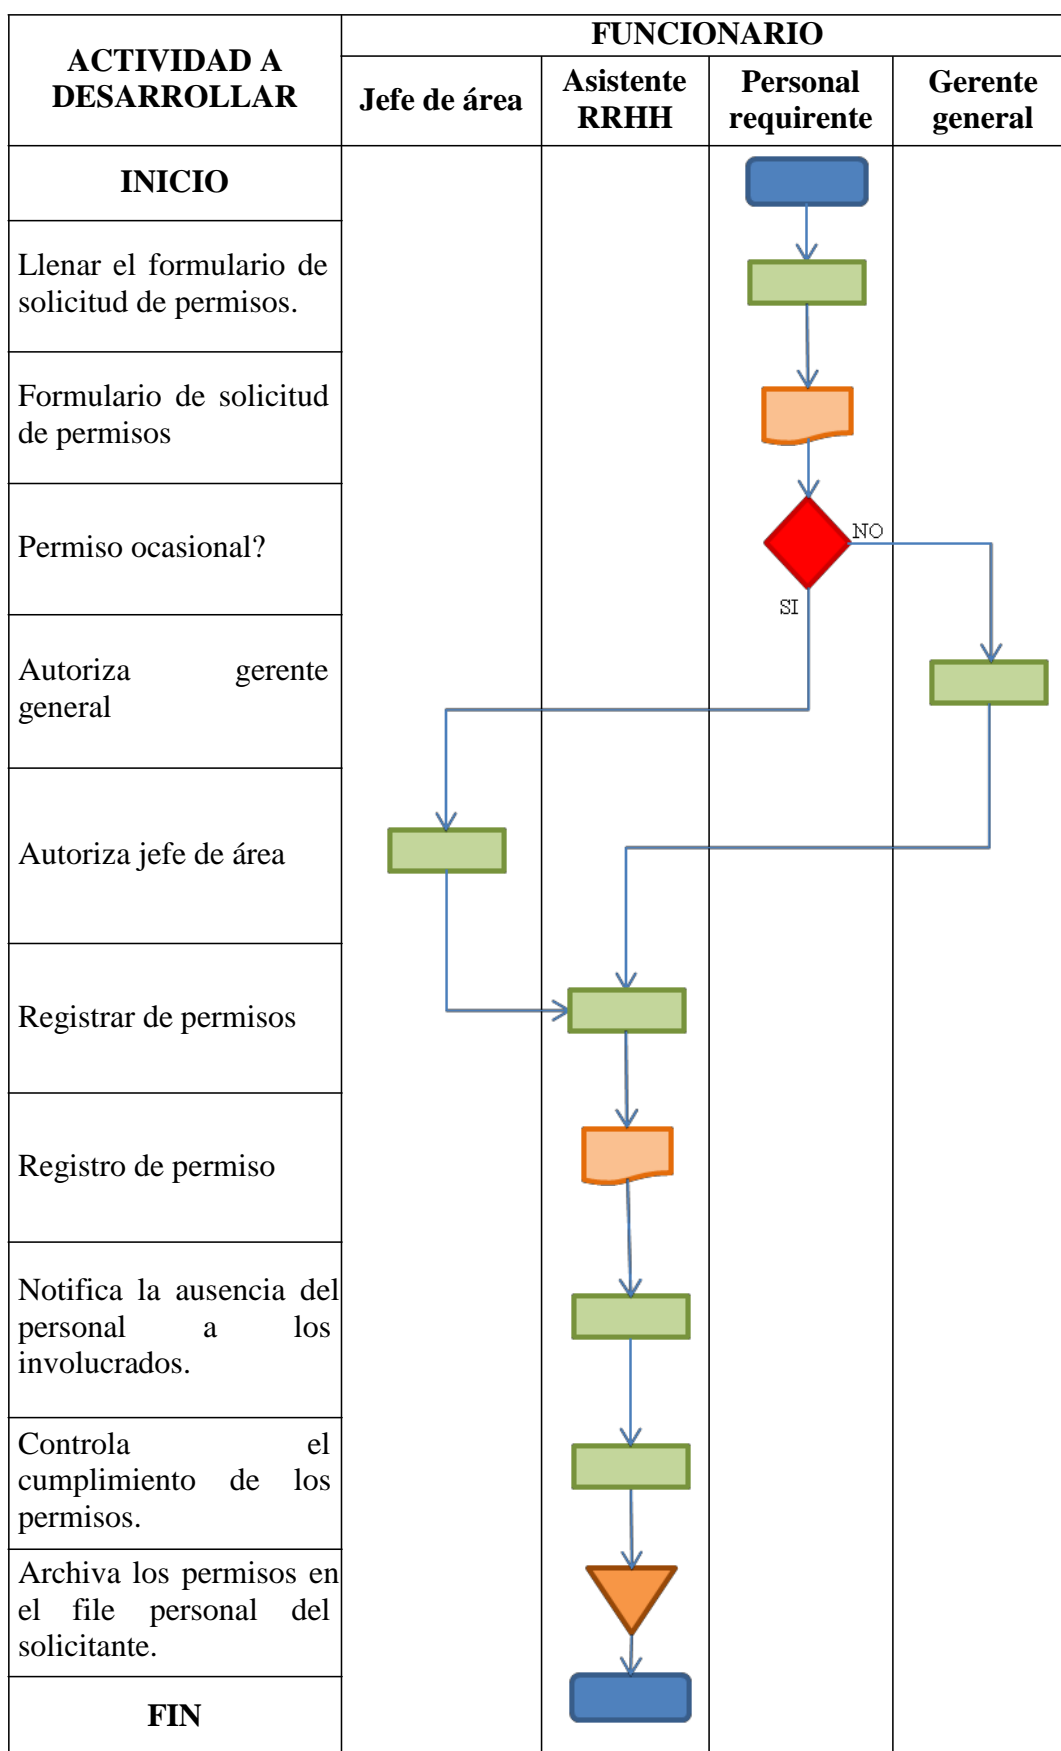 ACTIVIDAD A
DESARROLLAR
FUNCIONARIO
Jefe de área
Asistente
RRHH
Personal
requirente
Gerente
general
INICIO
Llenar el formulario de
solicitud de permisos.
Formulario de solicitud
de permisos
Permiso ocasional?
NO
SI
Autoriza gerente
general
Autoriza jefe de área
Registrar de permisos
Registro de permiso
Notifica la ausencia del
personal a los
involucrados.
Controla el
cumplimiento de los
permisos.
Archiva los permisos en
el file personal del
solicitante.
FIN